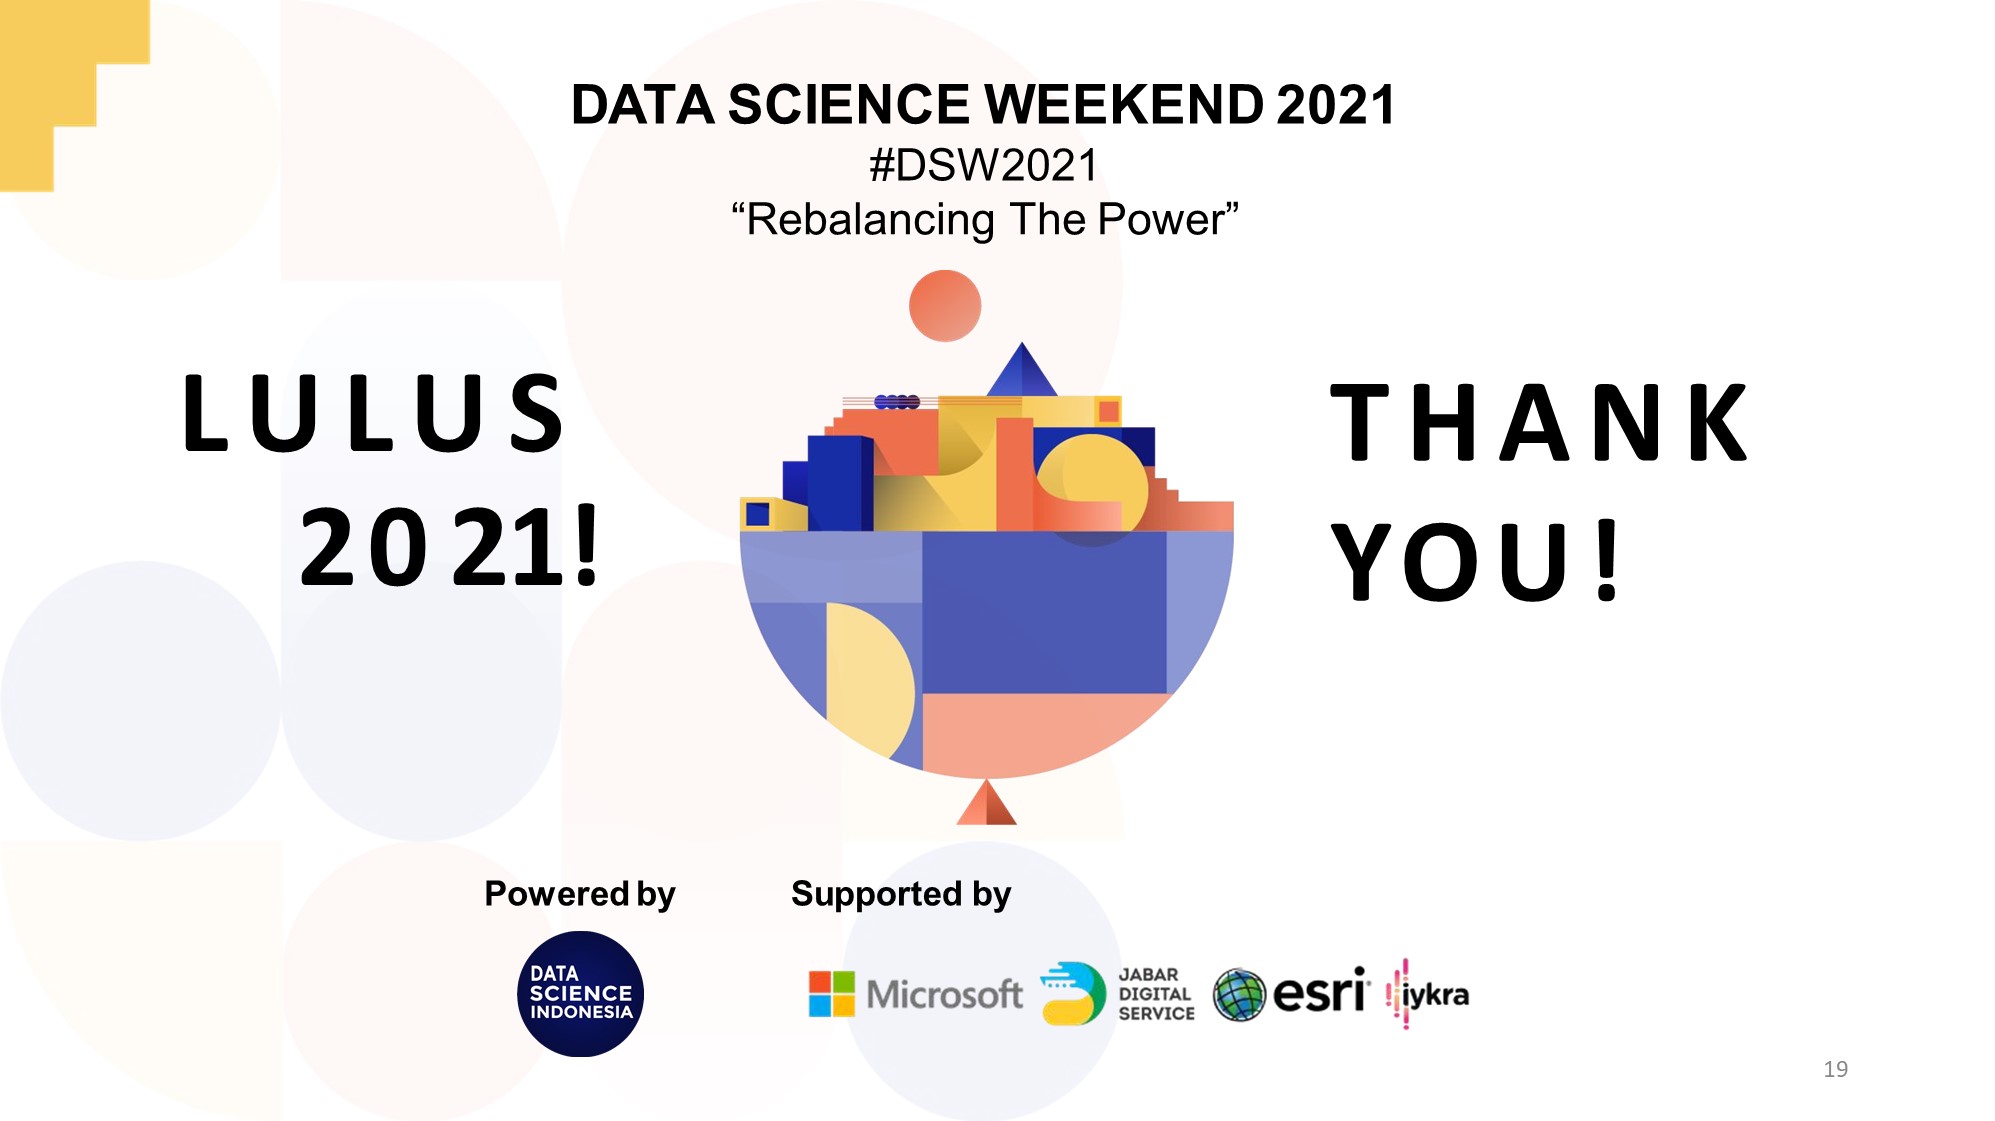 DATA SCIENCE WEEKEND 2021
#DSW2021
“Rebalancing The Power”
LULUS
2021!
THANK
YOU!
Powered by
Supported by
DATA
SCIENCE
INDONESIA
Microsoft
JABAR
DIGITAL
SERVICE
esri
iykra
19